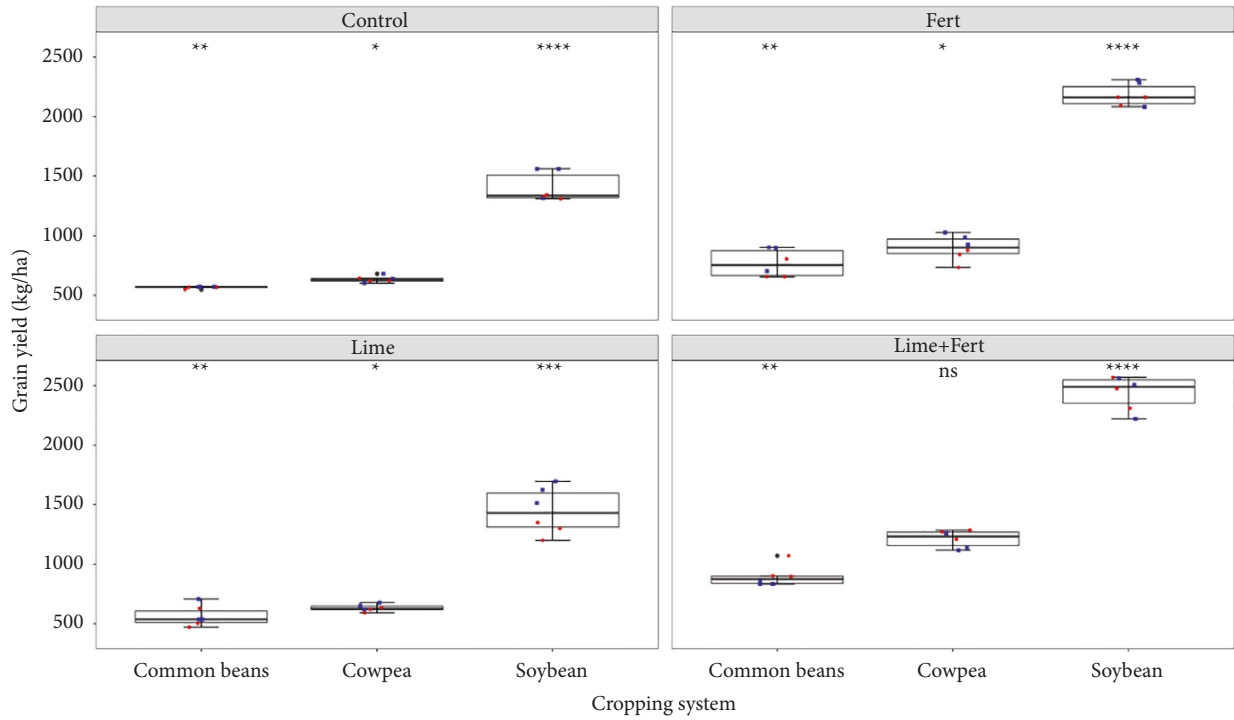 Control
Fert
** * ****
** * ****
2500
2000
1500
1000
500
Lime
Lime+Fert
** * ***
** ns ****
2500
2000
1500
1000
500
Grain yield (kg/ha)
Common beans Cowpea Soybean
Common beans Cowpea Soybean
Cropping system